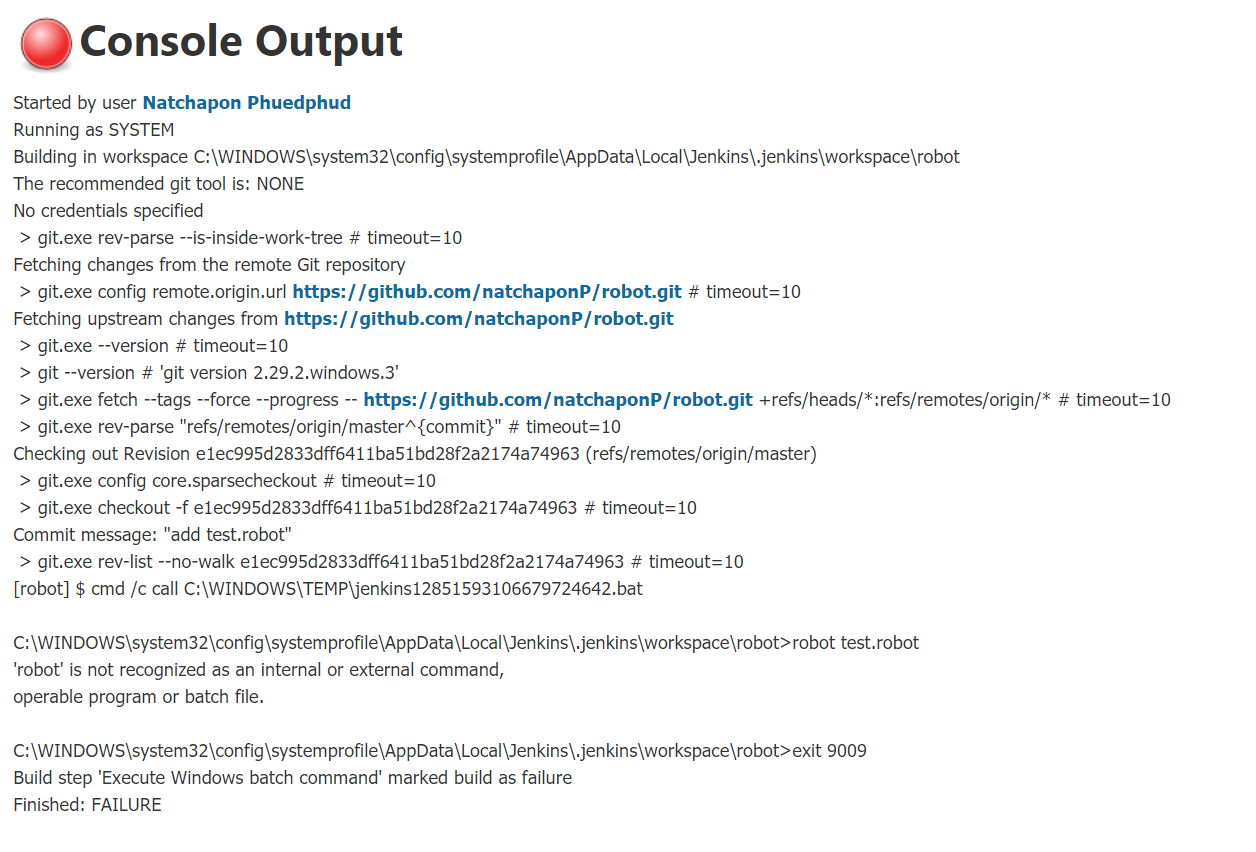 Console Output
Started by user Natchapon Phuedphud
Running as SYSTEM
Building in workspace C:\WINDOWS\system32\config\systemprofile\AppData\Local\Jenkins\.jenkins\workspace\robot
The recommended git tool is: NONE
No credentials specified
> git.exe rev-parse --is-inside-work-tree # timeout=10
Fetching changes from the remote Git repository
> git.exe config remote.origin.url https://github.com/natchaponP/robot.git # timeout=10
Fetching upstream changes from https://github.com/natchaponP/robot.git
> git.exe --version # timeout=10
> git --version # 'git version 2.29.2.windows.3'
> git.exe fetch --tags --force --progress -- https://github.com/natchaponP/robot.git +refs/heads/*:refs/remotes/origin/* # timeout=10
> git.exe rev-parse "refs/remotes/origin/master^{commit}" # timeout=10
Checking out Revision e1ec995d2833dff6411ba51bd28f2a2174a74963 (refs/remotes/origin/master)
> git.exe config core.sparsecheckout # timeout=10
> git.exe checkout -f e1ec995d2833dff6411ba51bd28f2a2174a74963 # timeout=10
Commit message: "add test.robot"
> git.exe rev-list --no-walk e1ec995d2833dff6411ba51bd28f2a2174a74963 # timeout=10
[robot] $ cmd /c call C:\WINDOWS\TEMP\jenkins12851593106679724642.bat
C:\WINDOWS\system32\config\systemprofile\AppData\Local\Jenkins\.jenkins\workspace\robot>robot test.robot
'robot' is not recognized as an internal or external command,
operable program or batch file.
C:\WINDOWS\system32\config\systemprofile\AppData\Local\Jenkins\.jenkins\workspace\robot>exit 9009
Build step 'Execute Windows batch command' marked build as failure
Finished: FAILURE